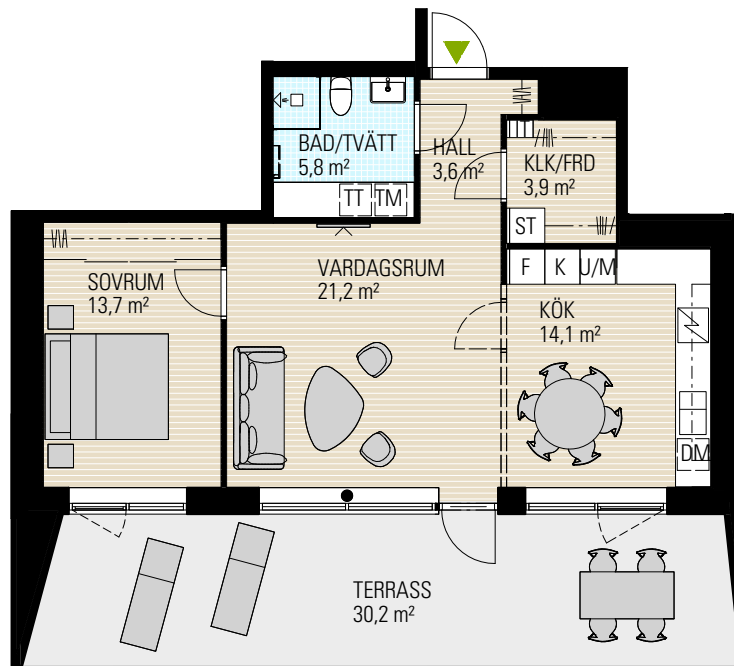 BAD/TVÄTT
5,8 m²
TT
TM
HALL
3,6 m²
KLK/FRD
3,9 m²
ST
SOVRUM
13,7 m²
VARDAGSRUM
21,2 m²
F
K
U/M
KÖK
14,1 m²
DM
TERRASS
30,2 m²